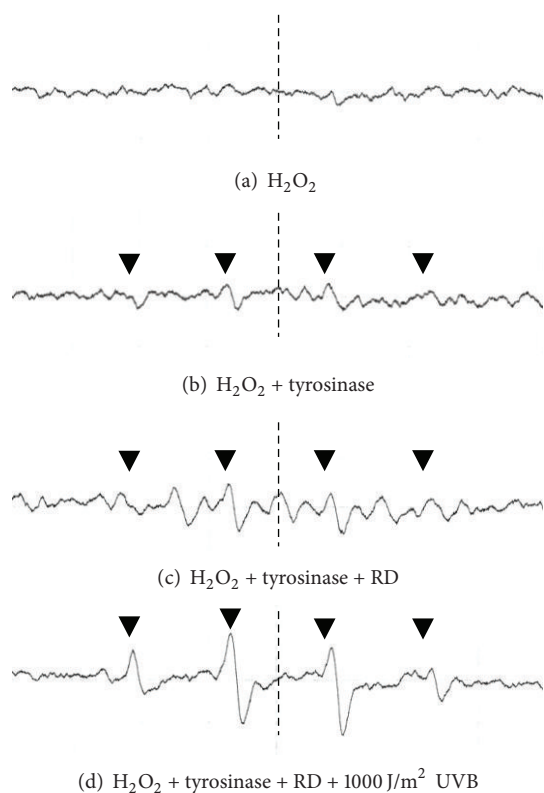 (a) H₂O₂
(b) H₂O₂ + tyrosinase
(c) H₂O₂ + tyrosinase + RD
(d) H₂O₂ + tyrosinase + RD + 1000 J/m² UVB